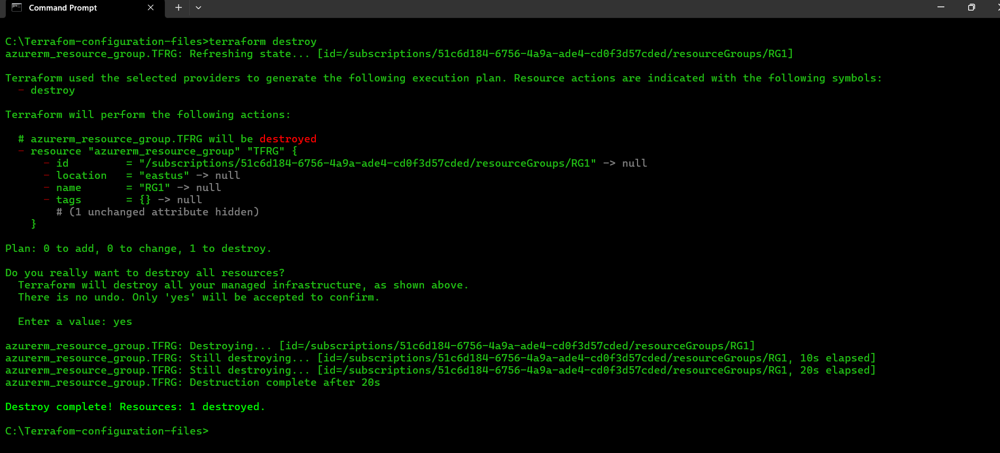 Command Prompt
C:\Terrafom-configuration-files>terraform destroy
azurerm_resource_group.TFRG: Refreshing state... [id=/subscriptions/51c6d184-6756-4a9a-ade4-cd0f3d57cded/resourceGroups/RG1]
Terraform used the selected providers to generate the following execution plan. Resource actions are indicated with the following symbols:
  - destroy
Terraform will perform the following actions:
  # azurerm_resource_group.TFRG will be destroyed
  - resource "azurerm_resource_group" "TFRG" {
      - id         = "/subscriptions/51c6d184-6756-4a9a-ade4-cd0f3d57cded/resourceGroups/RG1" -> null
      - location   = "eastus" -> null
      - name       = "RG1" -> null
      - tags       = {} -> null
        # (1 unchanged attribute hidden)
    }
Plan: 0 to add, 0 to change, 1 to destroy.
Do you really want to destroy all resources?
  Terraform will destroy all your managed infrastructure, as shown above.
  There is no undo. Only 'yes' will be accepted to confirm.
  Enter a value: yes
azurerm_resource_group.TFRG: Destroying... [id=/subscriptions/51c6d184-6756-4a9a-ade4-cd0f3d57cded/resourceGroups/RG1]
azurerm_resource_group.TFRG: Still destroying... [id=/subscriptions/51c6d184-6756-4a9a-ade4-cd0f3d57cded/resourceGroups/RG1, 10s elapsed]
azurerm_resource_group.TFRG: Still destroying... [id=/subscriptions/51c6d184-6756-4a9a-ade4-cd0f3d57cded/resourceGroups/RG1, 20s elapsed]
azurerm_resource_group.TFRG: Destruction complete after 20s
Destroy complete! Resources: 1 destroyed.
C:\Terrafom-configuration-files>